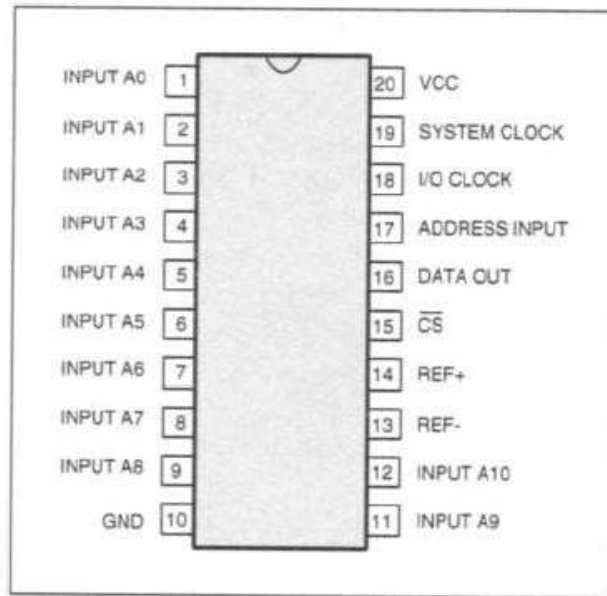 INPUT A0 1 20 VCC
INPUT A1 2 19 SYSTEM CLOCK
INPUT A2 3 18 I/O CLOCK
INPUT A3 4 17 ADDRESS INPUT
INPUT A4 5 16 DATA OUT
INPUT A5 6 15 C̅S̅
INPUT A6 7 14 REF+
INPUT A7 8 13 REF-
INPUT A8 9 12 INPUT A10
GND 10 11 INPUT A9